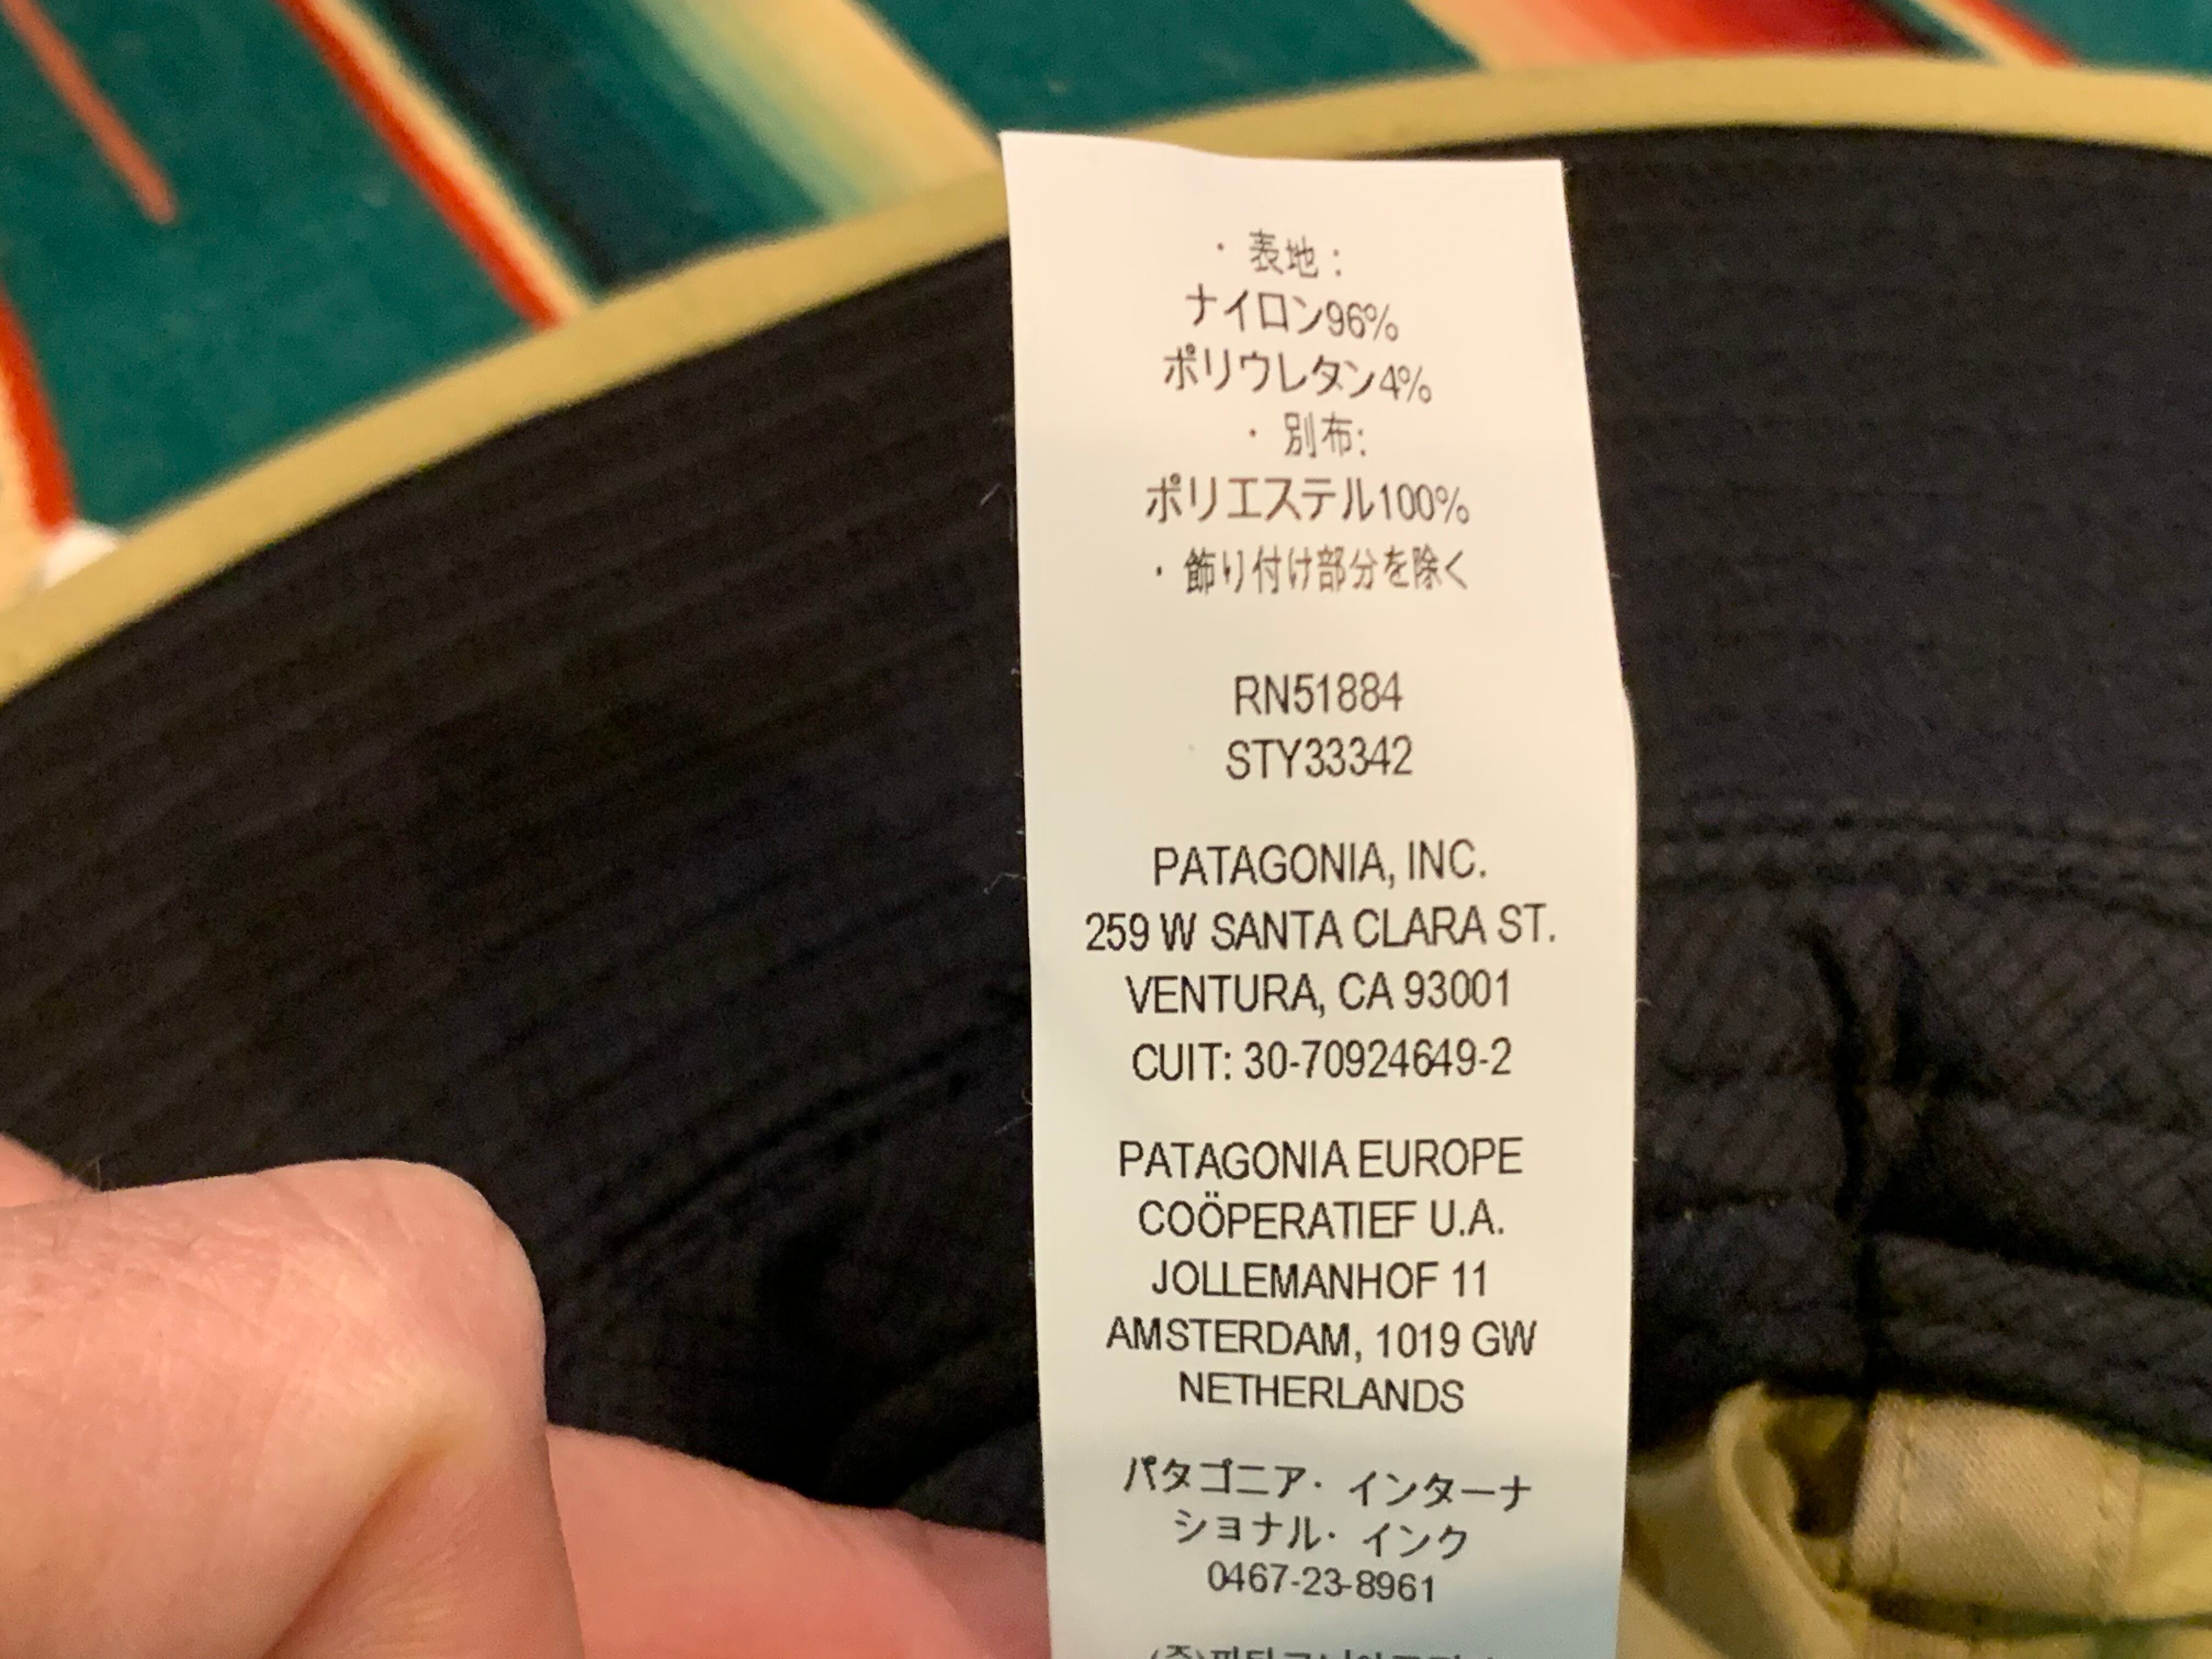 ・表地：
ナイロン96%
ポリウレタン4%
・別布:
ポリエステル100%
・飾り付け部分を除く
RN51884
STY33342
PATAGONIA, INC.
259 W SANTA CLARA ST.
VENTURA, CA 93001
CUIT: 30-70924649-2
PATAGONIA EUROPE
COÖPERATIEF U.A.
JOLLEMANHOF 11
AMSTERDAM, 1019 GW
NETHERLANDS
パタゴニア・インターナ
ショナル・インク
0467-23-8961